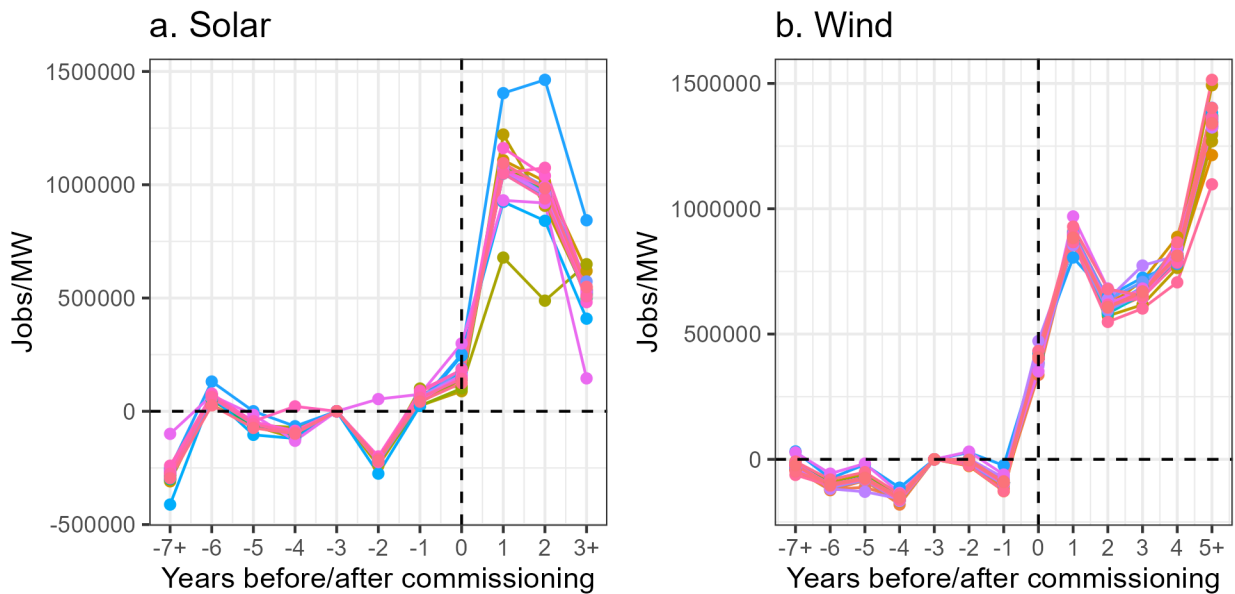 a. Solar
Jobs/MW
1500000
1000000
500000
0
-500000
-7+ -6 -5 -4 -3 -2 -1 0 1 2 3+
Years before/after commissioning
b. Wind
Jobs/MW
1500000
1000000
500000
0
-7+ -6 -5 -4 -3 -2 -1 0 1 2 3 4 5+
Years before/after commissioning